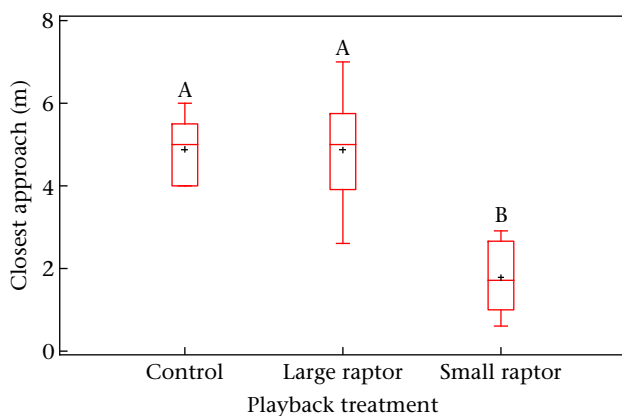 8
6
4
2
0
Closest approach (m)
A
A
B
Control
Large raptor
Small raptor
Playback treatment